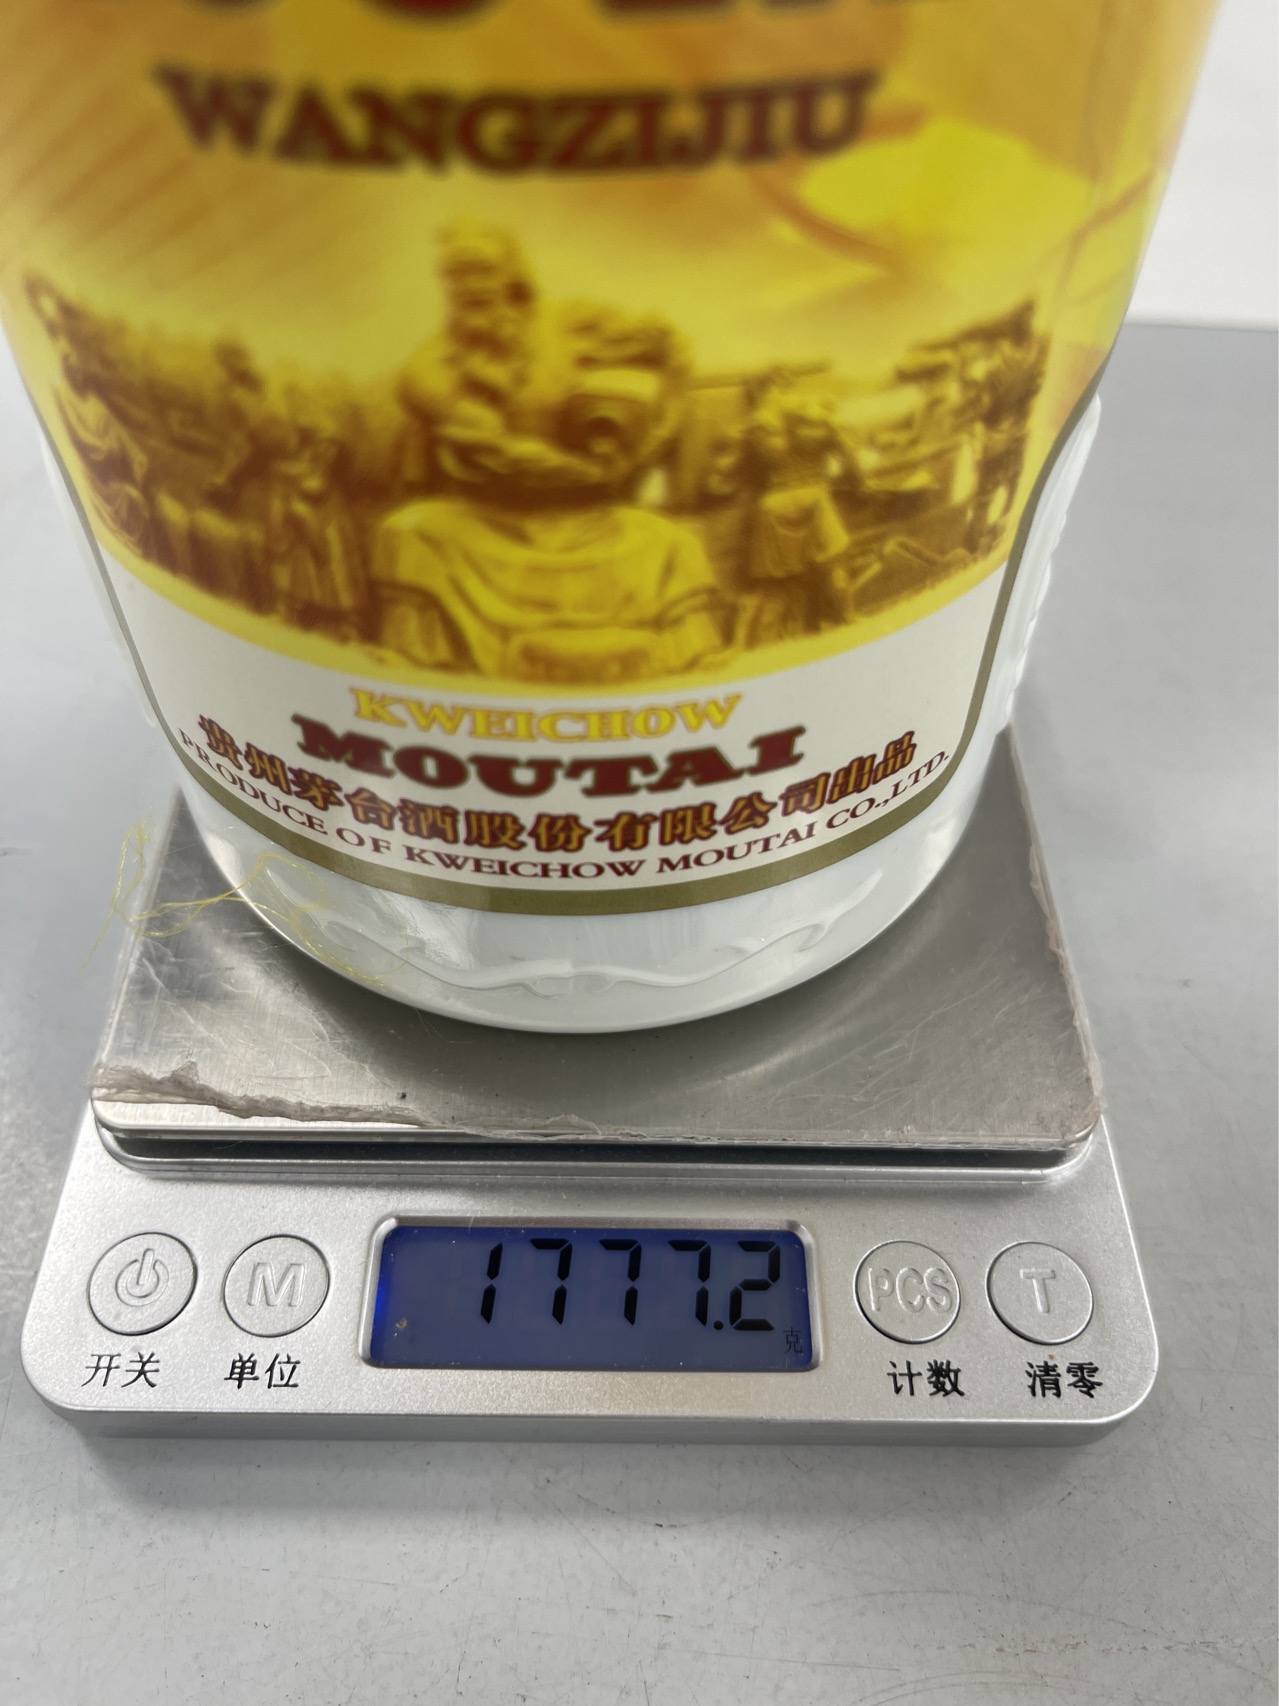 WANGZIJIU
KWEICHOW
MOUTAI
贵州茅台酒股份有限公司出品
PRODUCE OF KWEICHOW MOUTAI CO.,LTD.
1777.2
克
M
PCS
T
开关
单位
计数
清零